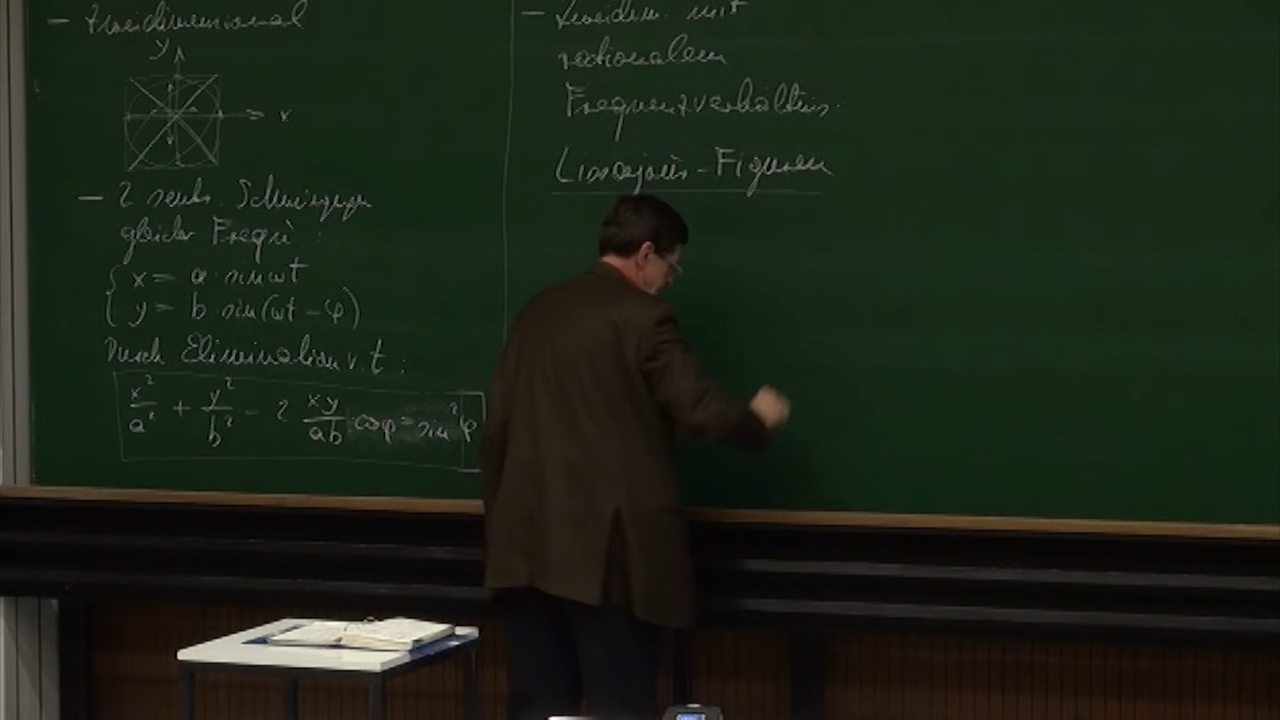 - zweidimensional
y
x
- 2 senkr. Schwingungen
gleicher Frequ. :
x = a · sin ωt
y = b · sin(ωt - φ)
Durch Elimination v. t :
x²/a² + y²/b² - 2 xy/ab · cos φ = sin² φ
- Zweidim. mit
rationalem
Frequenzverhältnis.
Lissajous-Figuren